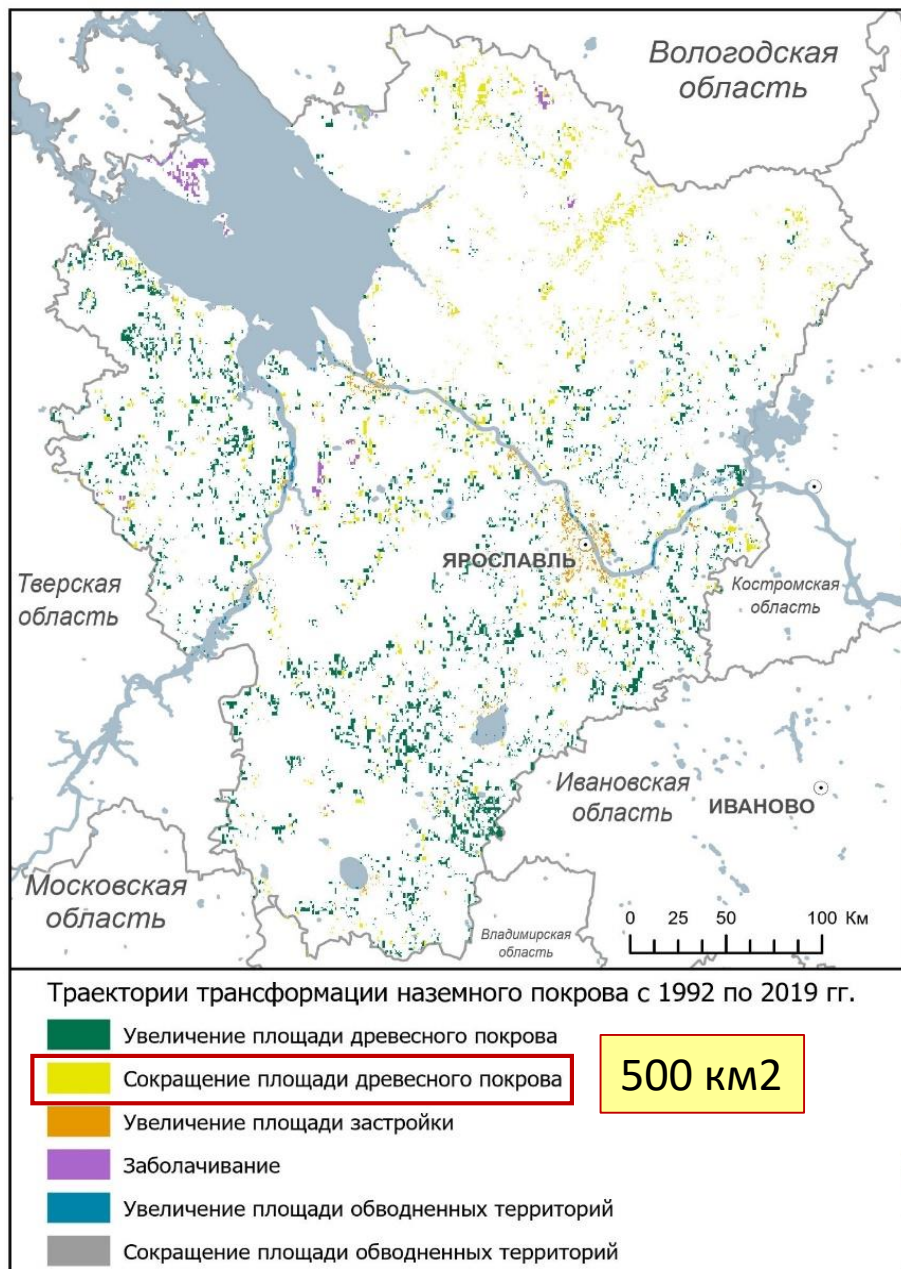 Вологодская
область
ЯРОСЛАВЛЬ
Тверская
область
Костромская
область
Ивановская
область
ИВАНОВО
Московская
область
Владимирская
область
0 25 50 100 Км
Траектории трансформации наземного покрова с 1992 по 2019 гг.
Увеличение площади древесного покрова
Сокращение площади древесного покрова
500 км2
Увеличение площади застройки
Заболачивание
Увеличение площади обводненных территорий
Сокращение площади обводненных территорий